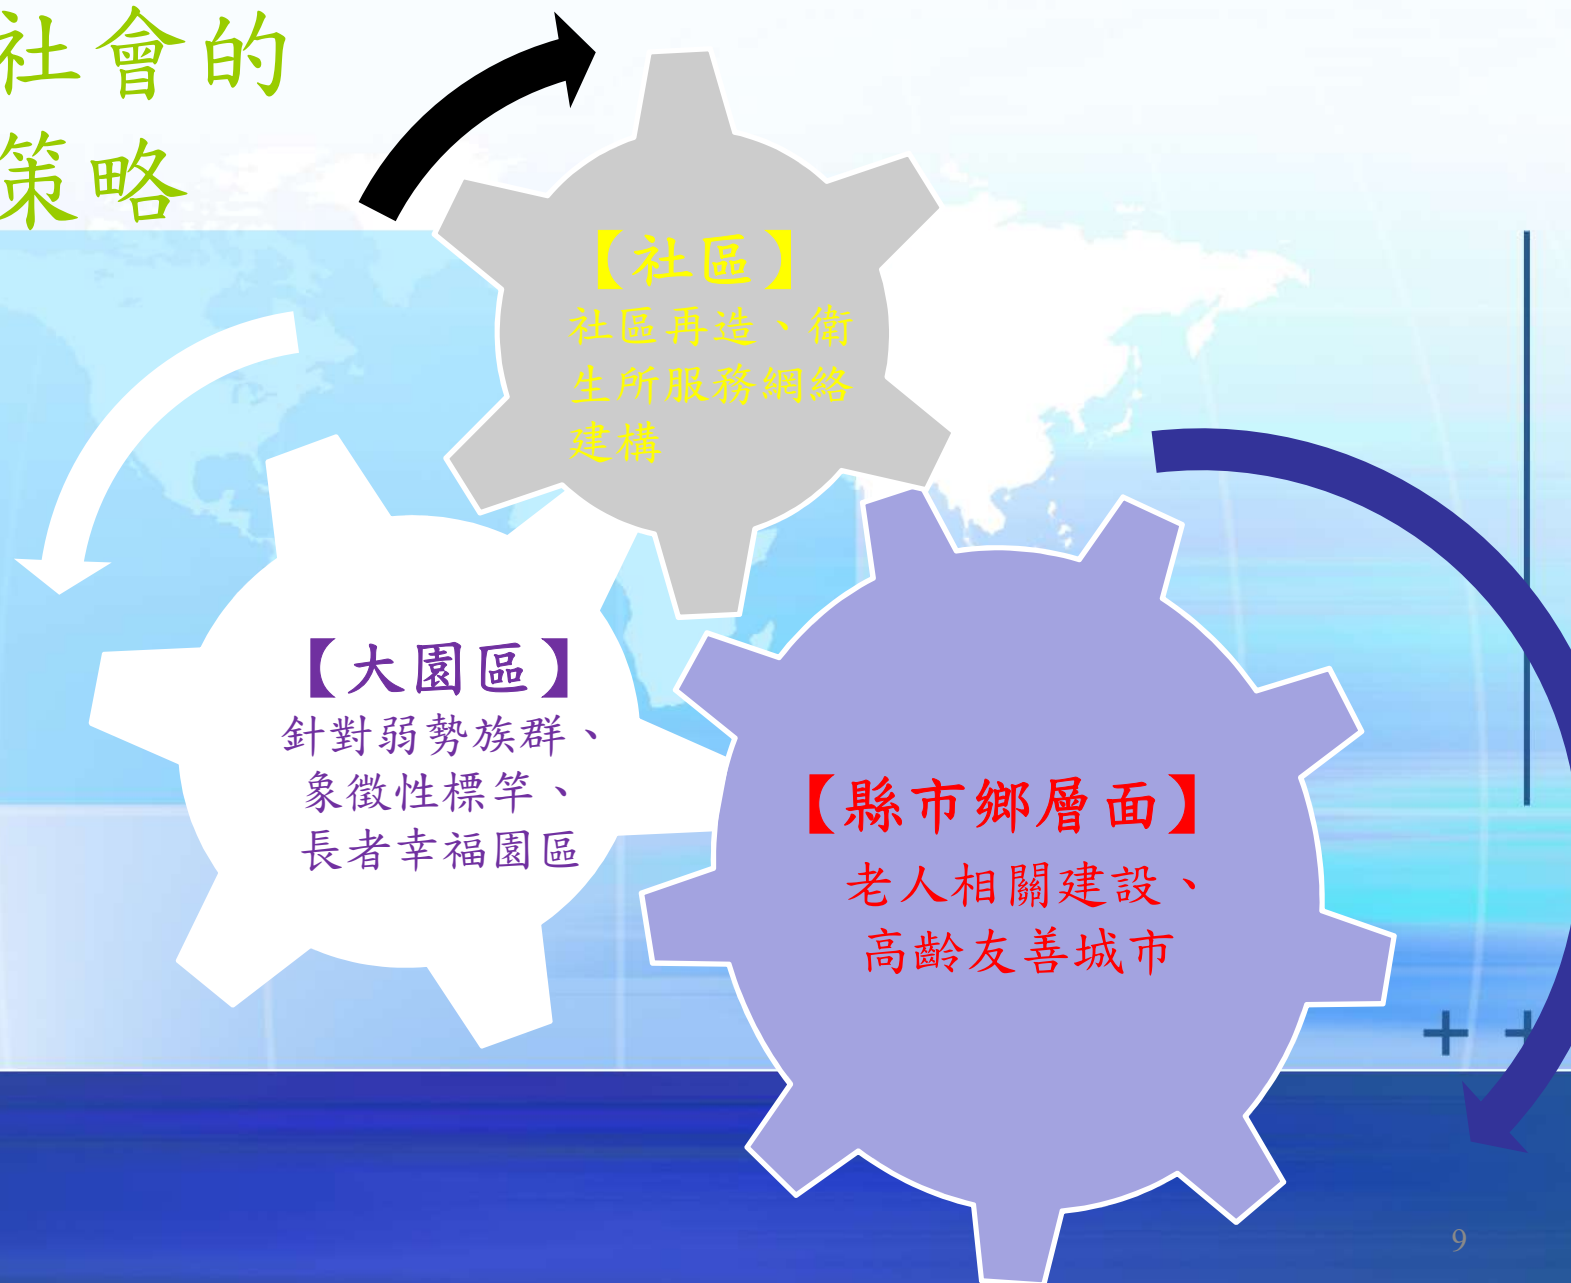 社會的
策略
【社區】
社區再造、衛
生所服務網絡
建構
【大園區】
針對弱勢族群、
象徵性標竿、
長者幸福園區
【縣市鄉層面】
老人相關建設、
高齡友善城市
9